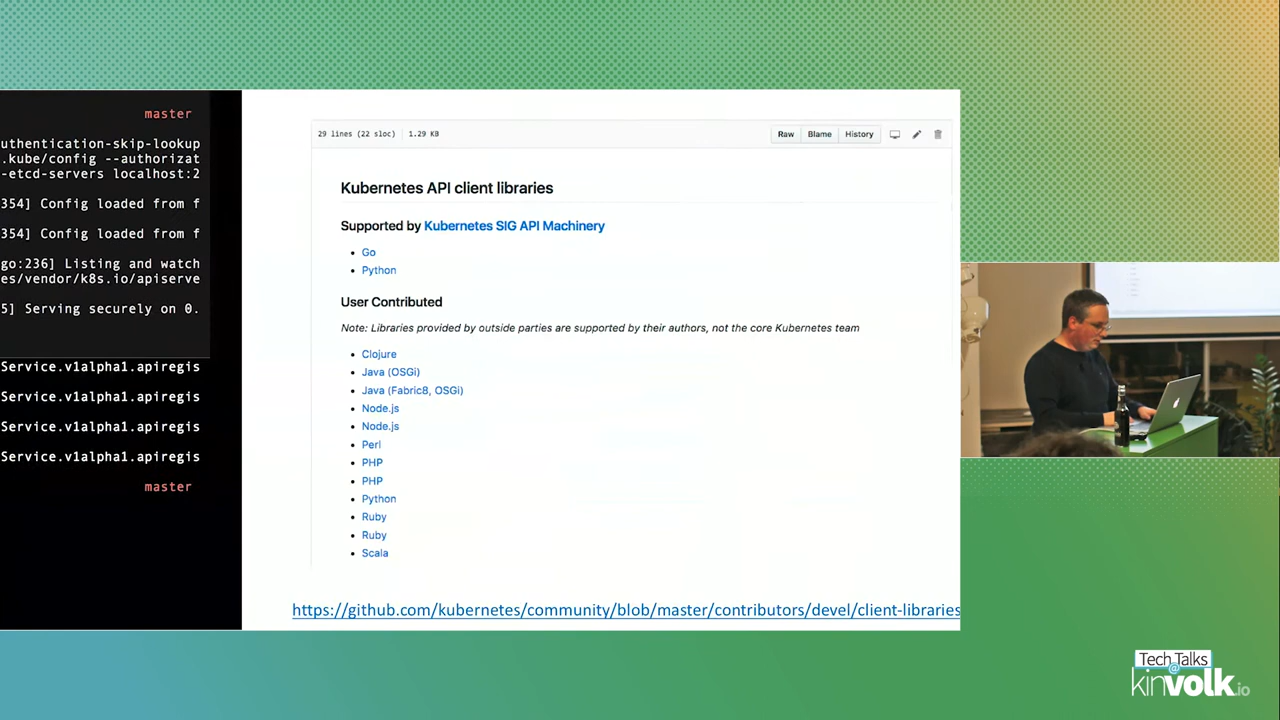 master
uthentication-skip-lookup
.kube/config --authorizat
-etcd-servers localhost:2
354] Config loaded from f
354] Config loaded from f
go:236] Listing and watch
es/vendor/k8s.io/apiserve
5] Serving securely on 0.
Service.v1alpha1.apiregis
Service.v1alpha1.apiregis
Service.v1alpha1.apiregis
Service.v1alpha1.apiregis
master
29 lines (22 sloc) 1.29 KB
Raw Blame History
Kubernetes API client libraries
Supported by Kubernetes SIG API Machinery
Go
Python
User Contributed
Note: Libraries provided by outside parties are supported by their authors, not the core Kubernetes team
Clojure
Java (OSGi)
Java (Fabric8, OSGi)
Node.js
Node.js
Perl
PHP
PHP
Python
Ruby
Ruby
Scala
https://github.com/kubernetes/community/blob/master/contributors/devel/client-libraries
Tech Talks
@
kinvolk.io